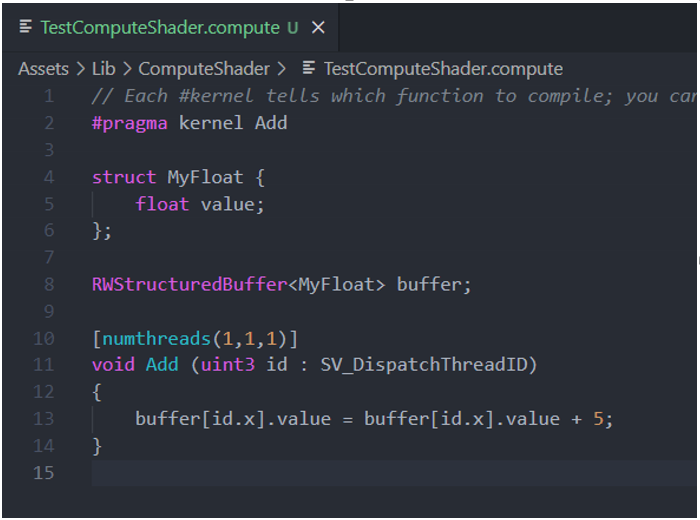 TestComputeShader.compute U
Assets > Lib > ComputeShader > TestComputeShader.compute
1 // Each #kernel tells which function to compile; you can
2 #pragma kernel Add
3
4 struct MyFloat {
5     float value;
6 };
7
8 RWStructuredBuffer<MyFloat> buffer;
9
10 [numthreads(1,1,1)]
11 void Add (uint3 id : SV_DispatchThreadID)
12 {
13     buffer[id.x].value = buffer[id.x].value + 5;
14 }
15